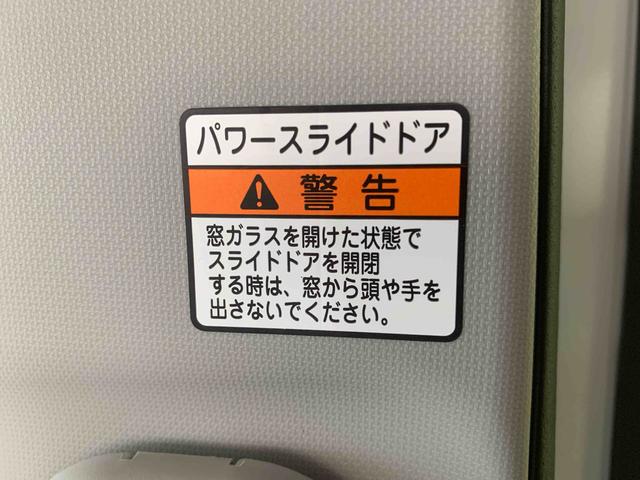 パワースライドドア
警告
窓ガラスを開けた状態で
スライドドアを開閉
する時は、窓から頭や手を
出さないでください。